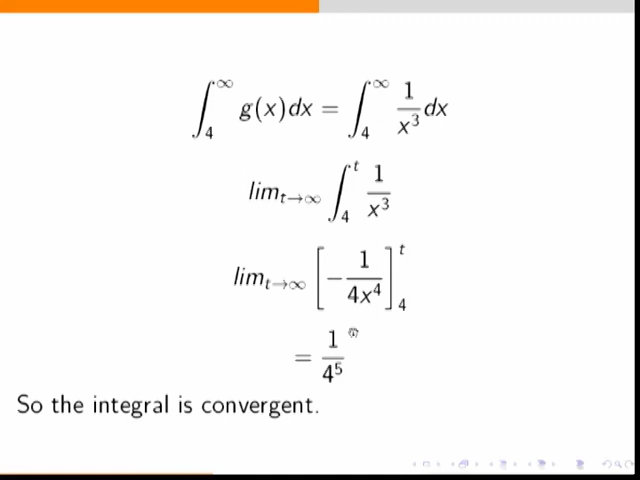 ∫₄^∞ g(x)dx = ∫₄^∞ 1/x³ dx
lim_{t→∞} ∫₄^t 1/x³
lim_{t→∞} [−1/4x⁴]₄^t
= 1/4⁵
So the integral is convergent.